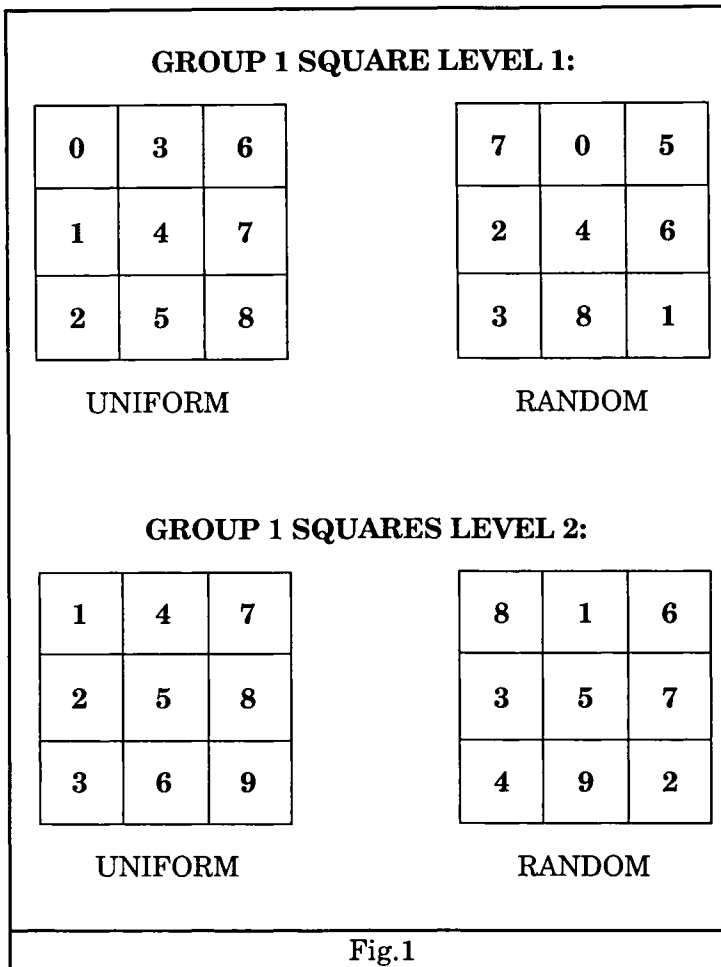 GROUP 1 SQUARE LEVEL 1:
0 3 6 7 0 5
1 4 7 2 4 6
2 5 8 3 8 1
UNIFORM RANDOM
GROUP 1 SQUARES LEVEL 2:
1 4 7 8 1 6
2 5 8 3 5 7
3 6 9 4 9 2
UNIFORM RANDOM
Fig.1